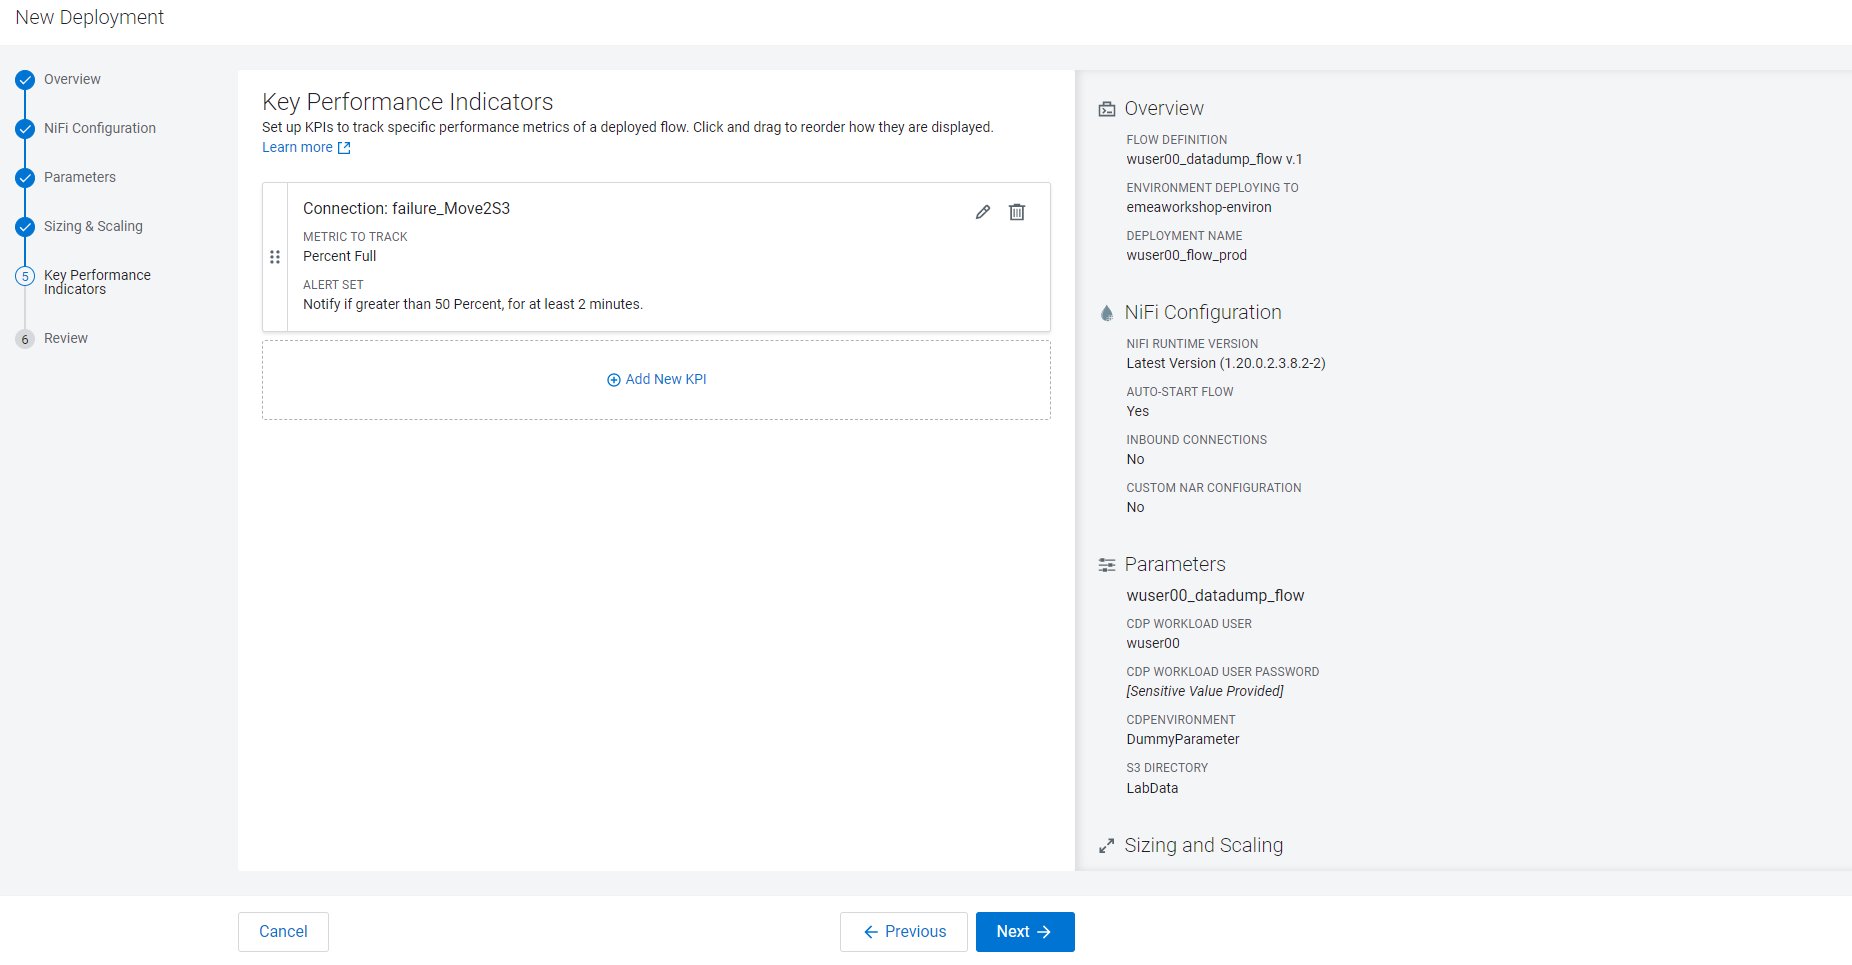 New Deployment
Overview
NiFi Configuration
Parameters
Sizing & Scaling
5
Key Performance
Indicators
6
Review
Key Performance Indicators
Set up KPIs to track specific performance metrics of a deployed flow. Click and drag to reorder how they are displayed.
Learn more
Connection: failure_Move2S3
METRIC TO TRACK
Percent Full
ALERT SET
Notify if greater than 50 Percent, for at least 2 minutes.
Add New KPI
Overview
FLOW DEFINITION
wuser00_datadump_flow v.1
ENVIRONMENT DEPLOYING TO
emeaworkshop-environ
DEPLOYMENT NAME
wuser00_flow_prod
NiFi Configuration
NIFI RUNTIME VERSION
Latest Version (1.20.0.2.3.8.2-2)
AUTO-START FLOW
Yes
INBOUND CONNECTIONS
No
CUSTOM NAR CONFIGURATION
No
Parameters
wuser00_datadump_flow
CDP WORKLOAD USER
wuser00
CDP WORKLOAD USER PASSWORD
[Sensitive Value Provided]
CDPENVIRONMENT
DummyParameter
S3 DIRECTORY
LabData
Sizing and Scaling
Cancel
Previous
Next